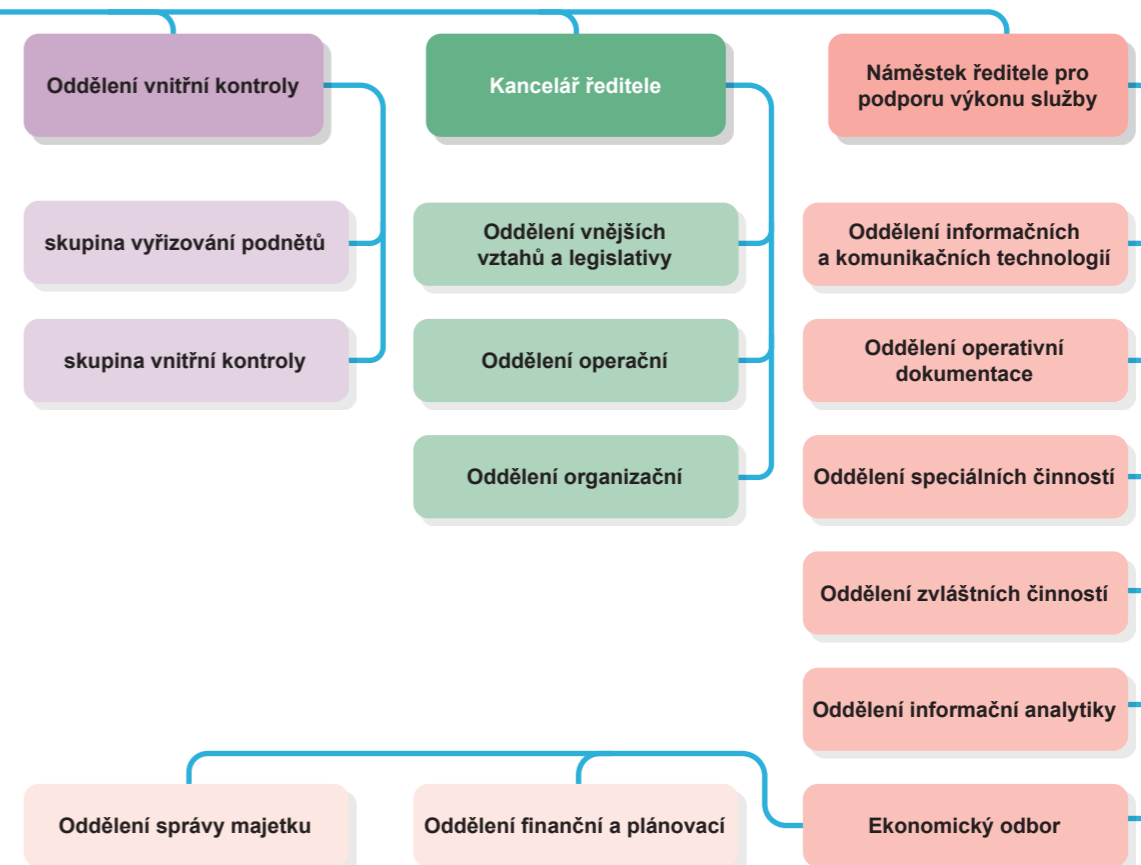 Oddělení vnitřní kontroly
Kancelář ředitele
Náměstek ředitele pro
podporu výkonu služby
skupina vyřizování podnětů
Oddělení vnějších
vztahů a legislativy
Oddělení informačních
a komunikačních technologií
skupina vnitřní kontroly
Oddělení operační
Oddělení operativní
dokumentace
Oddělení organizační
Oddělení speciálních činností
Oddělení zvláštních činností
Oddělení informační analytiky
Oddělení správy majetku
Oddělení finanční a plánovací
Ekonomický odbor